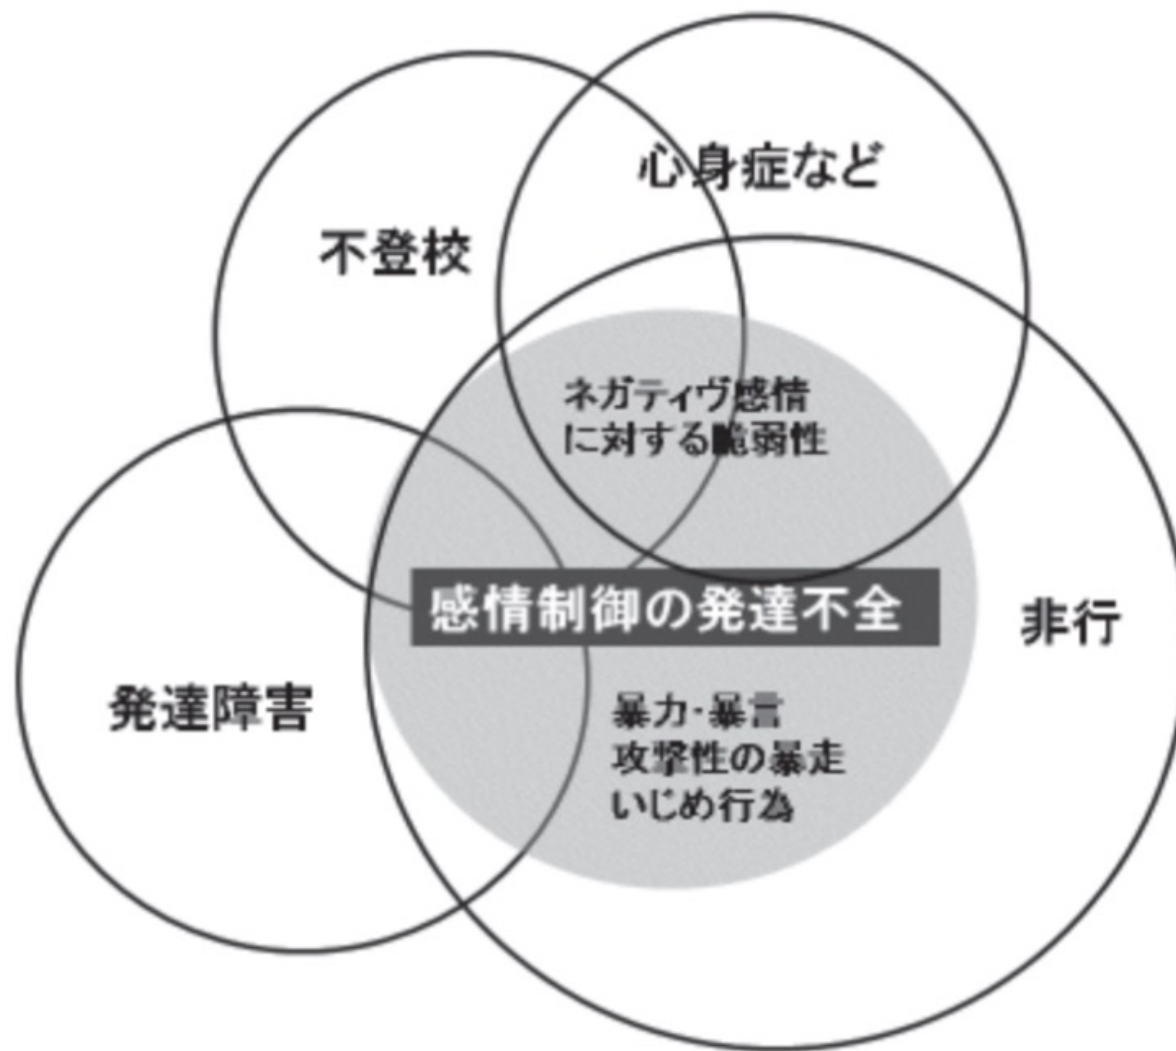 心身症など
不登校
ネガティヴ感情
に対する脆弱性
感情制御の発達不全
非行
発達障害
暴力・暴言
攻撃性の暴走
いじめ行為